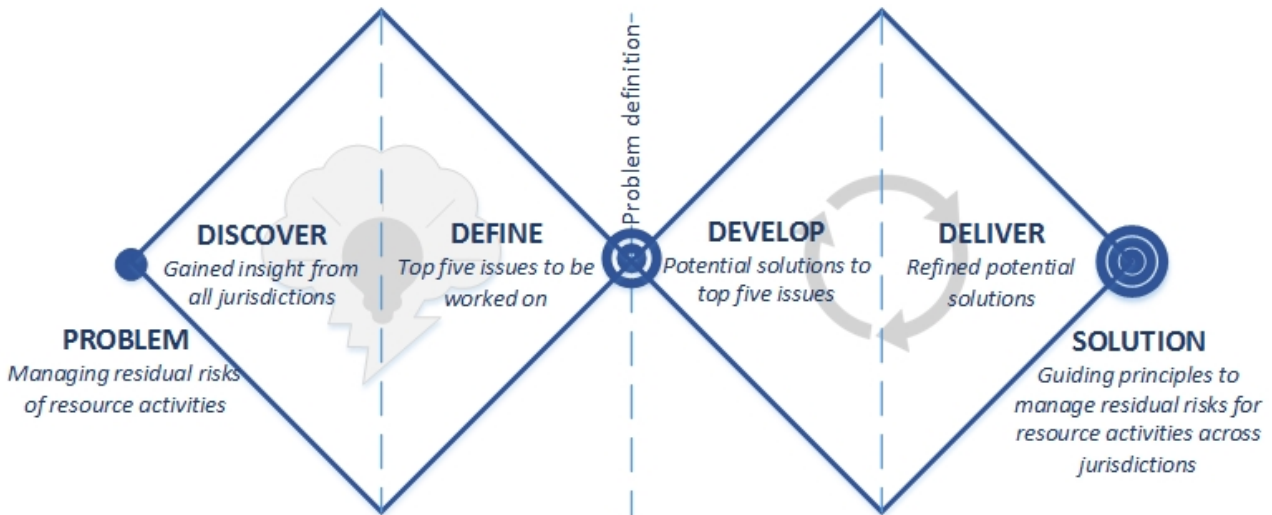 Problem definition
DISCOVER
Gained insight from
all jurisdictions
DEFINE
Top five issues to be
worked on
DEVELOP
Potential solutions to
top five issues
DELIVER
Refined potential
solutions
PROBLEM
Managing residual risks
of resource activities
SOLUTION
Guiding principles to
manage residual risks for
resource activities across
jurisdictions